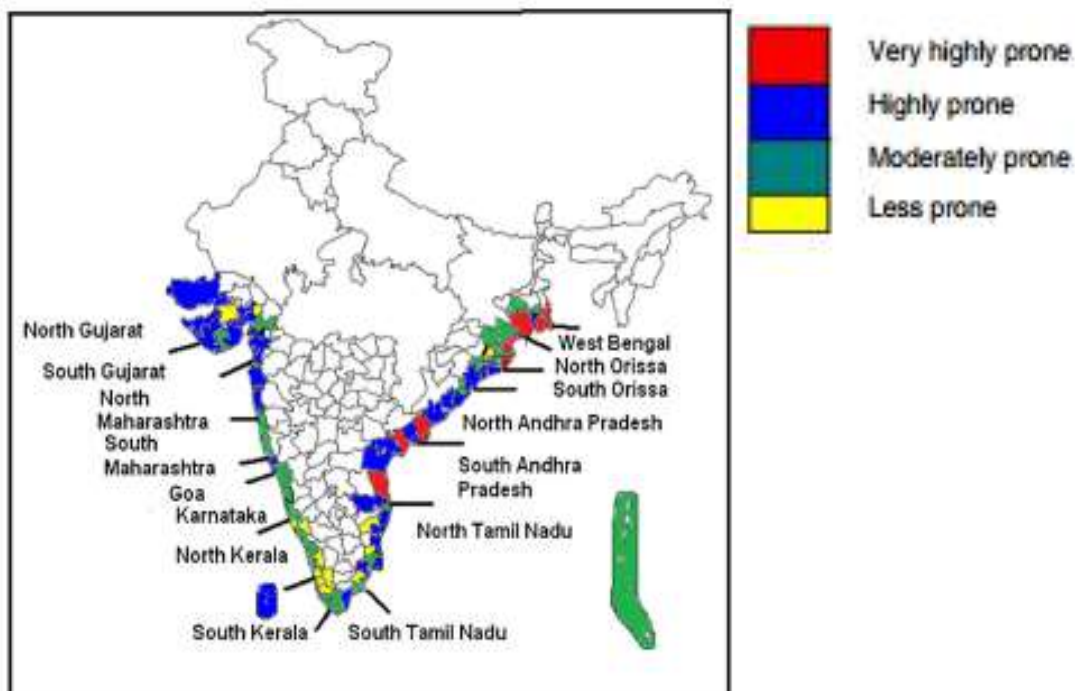 Very highly prone
Highly prone
Moderately prone
Less prone
North Gujarat
South Gujarat
North
Maharashtra
South
Maharashtra
Goa
Karnataka
North Kerala
South Kerala
South Tamil Nadu
West Bengal
North Orissa
South Orissa
North Andhra Pradesh
South Andhra
Pradesh
North Tamil Nadu